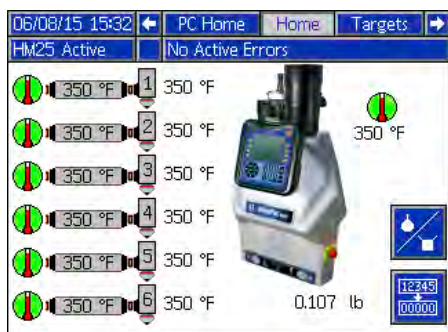 06/08/15 15:32 PC Home Home Targets
HM25 Active No Active Errors
350 °F 1 350 °F
350 °F 2 350 °F
350 °F
350 °F 3 350 °F
350 °F 4 350 °F
350 °F 5 350 °F
350 °F 6 350 °F
0.107 lb
12345
00000